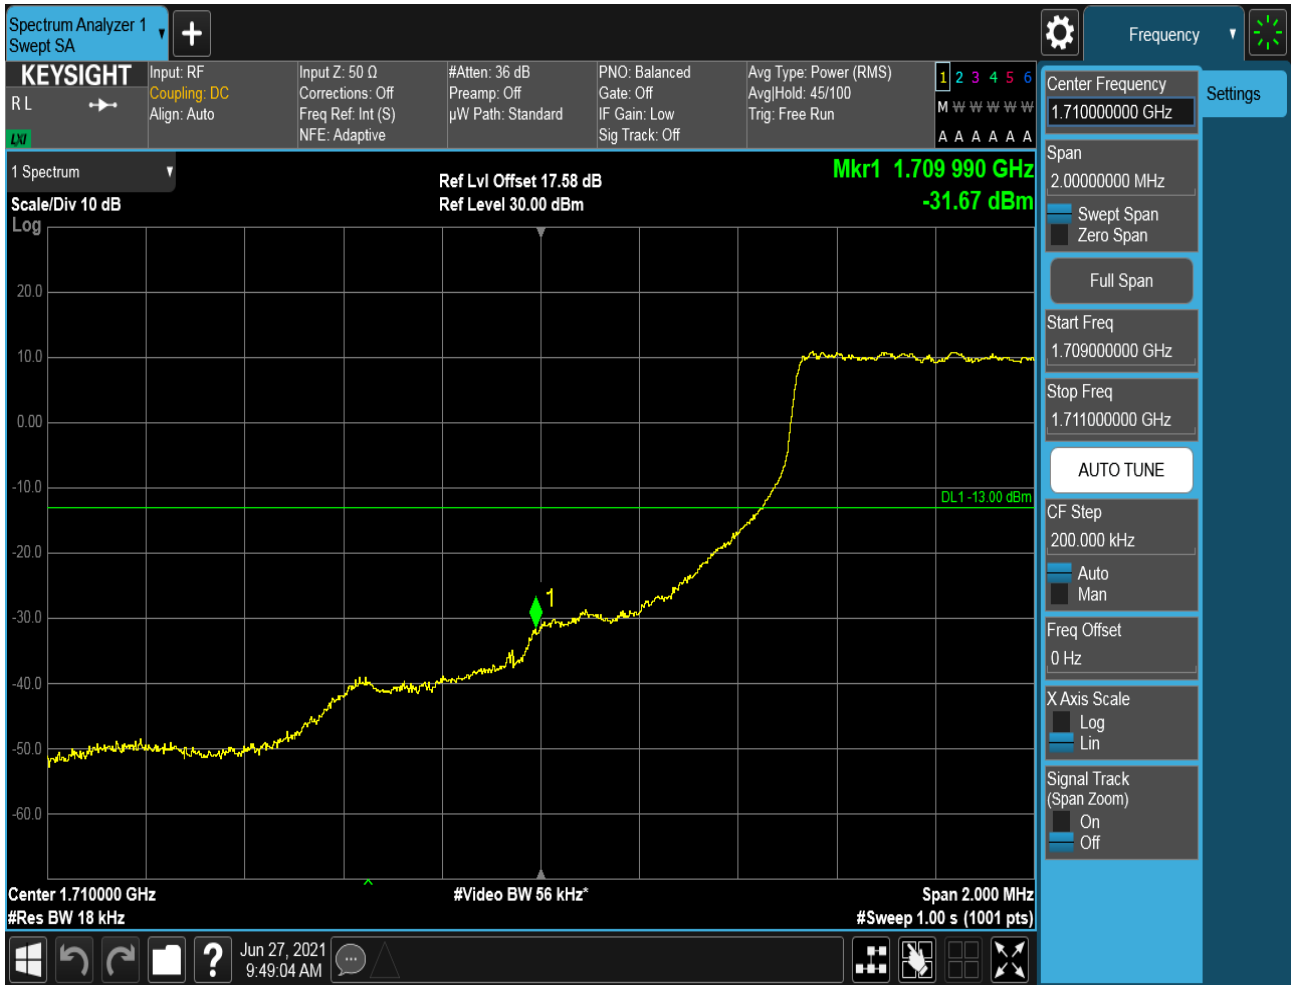 Spectrum Analyzer 1
Swept SA
Frequency
KEYSIGHT
R L
LXI
Input: RF
Coupling: DC
Align: Auto
Input Z: 50 Ω
Corrections: Off
Freq Ref: Int (S)
NFE: Adaptive
#Atten: 36 dB
Preamp: Off
µW Path: Standard
PNO: Balanced
Gate: Off
IF Gain: Low
Sig Track: Off
Avg Type: Power (RMS)
Avg|Hold: 45/100
Trig: Free Run
1 2 3 4 5 6
M W W W W W
A A A A A A
1 Spectrum
Scale/Div 10 dB
Log
Ref Lvl Offset 17.58 dB
Ref Level 30.00 dBm
Mkr1 1.709 990 GHz
-31.67 dBm
20.0
10.0
0.00
-10.0
DL1 -13.00 dBm
-20.0
1
-30.0
-40.0
-50.0
-60.0
Center 1.710000 GHz
#Res BW 18 kHz
#Video BW 56 kHz*
Span 2.000 MHz
#Sweep 1.00 s (1001 pts)
Center Frequency
1.710000000 GHz
Settings
Span
2.00000000 MHz
Swept Span
Zero Span
Full Span
Start Freq
1.709000000 GHz
Stop Freq
1.711000000 GHz
AUTO TUNE
CF Step
200.000 kHz
Auto
Man
Freq Offset
0 Hz
X Axis Scale
Log
Lin
Signal Track
(Span Zoom)
On
Off
?
Jun 27, 2021
9:49:04 AM